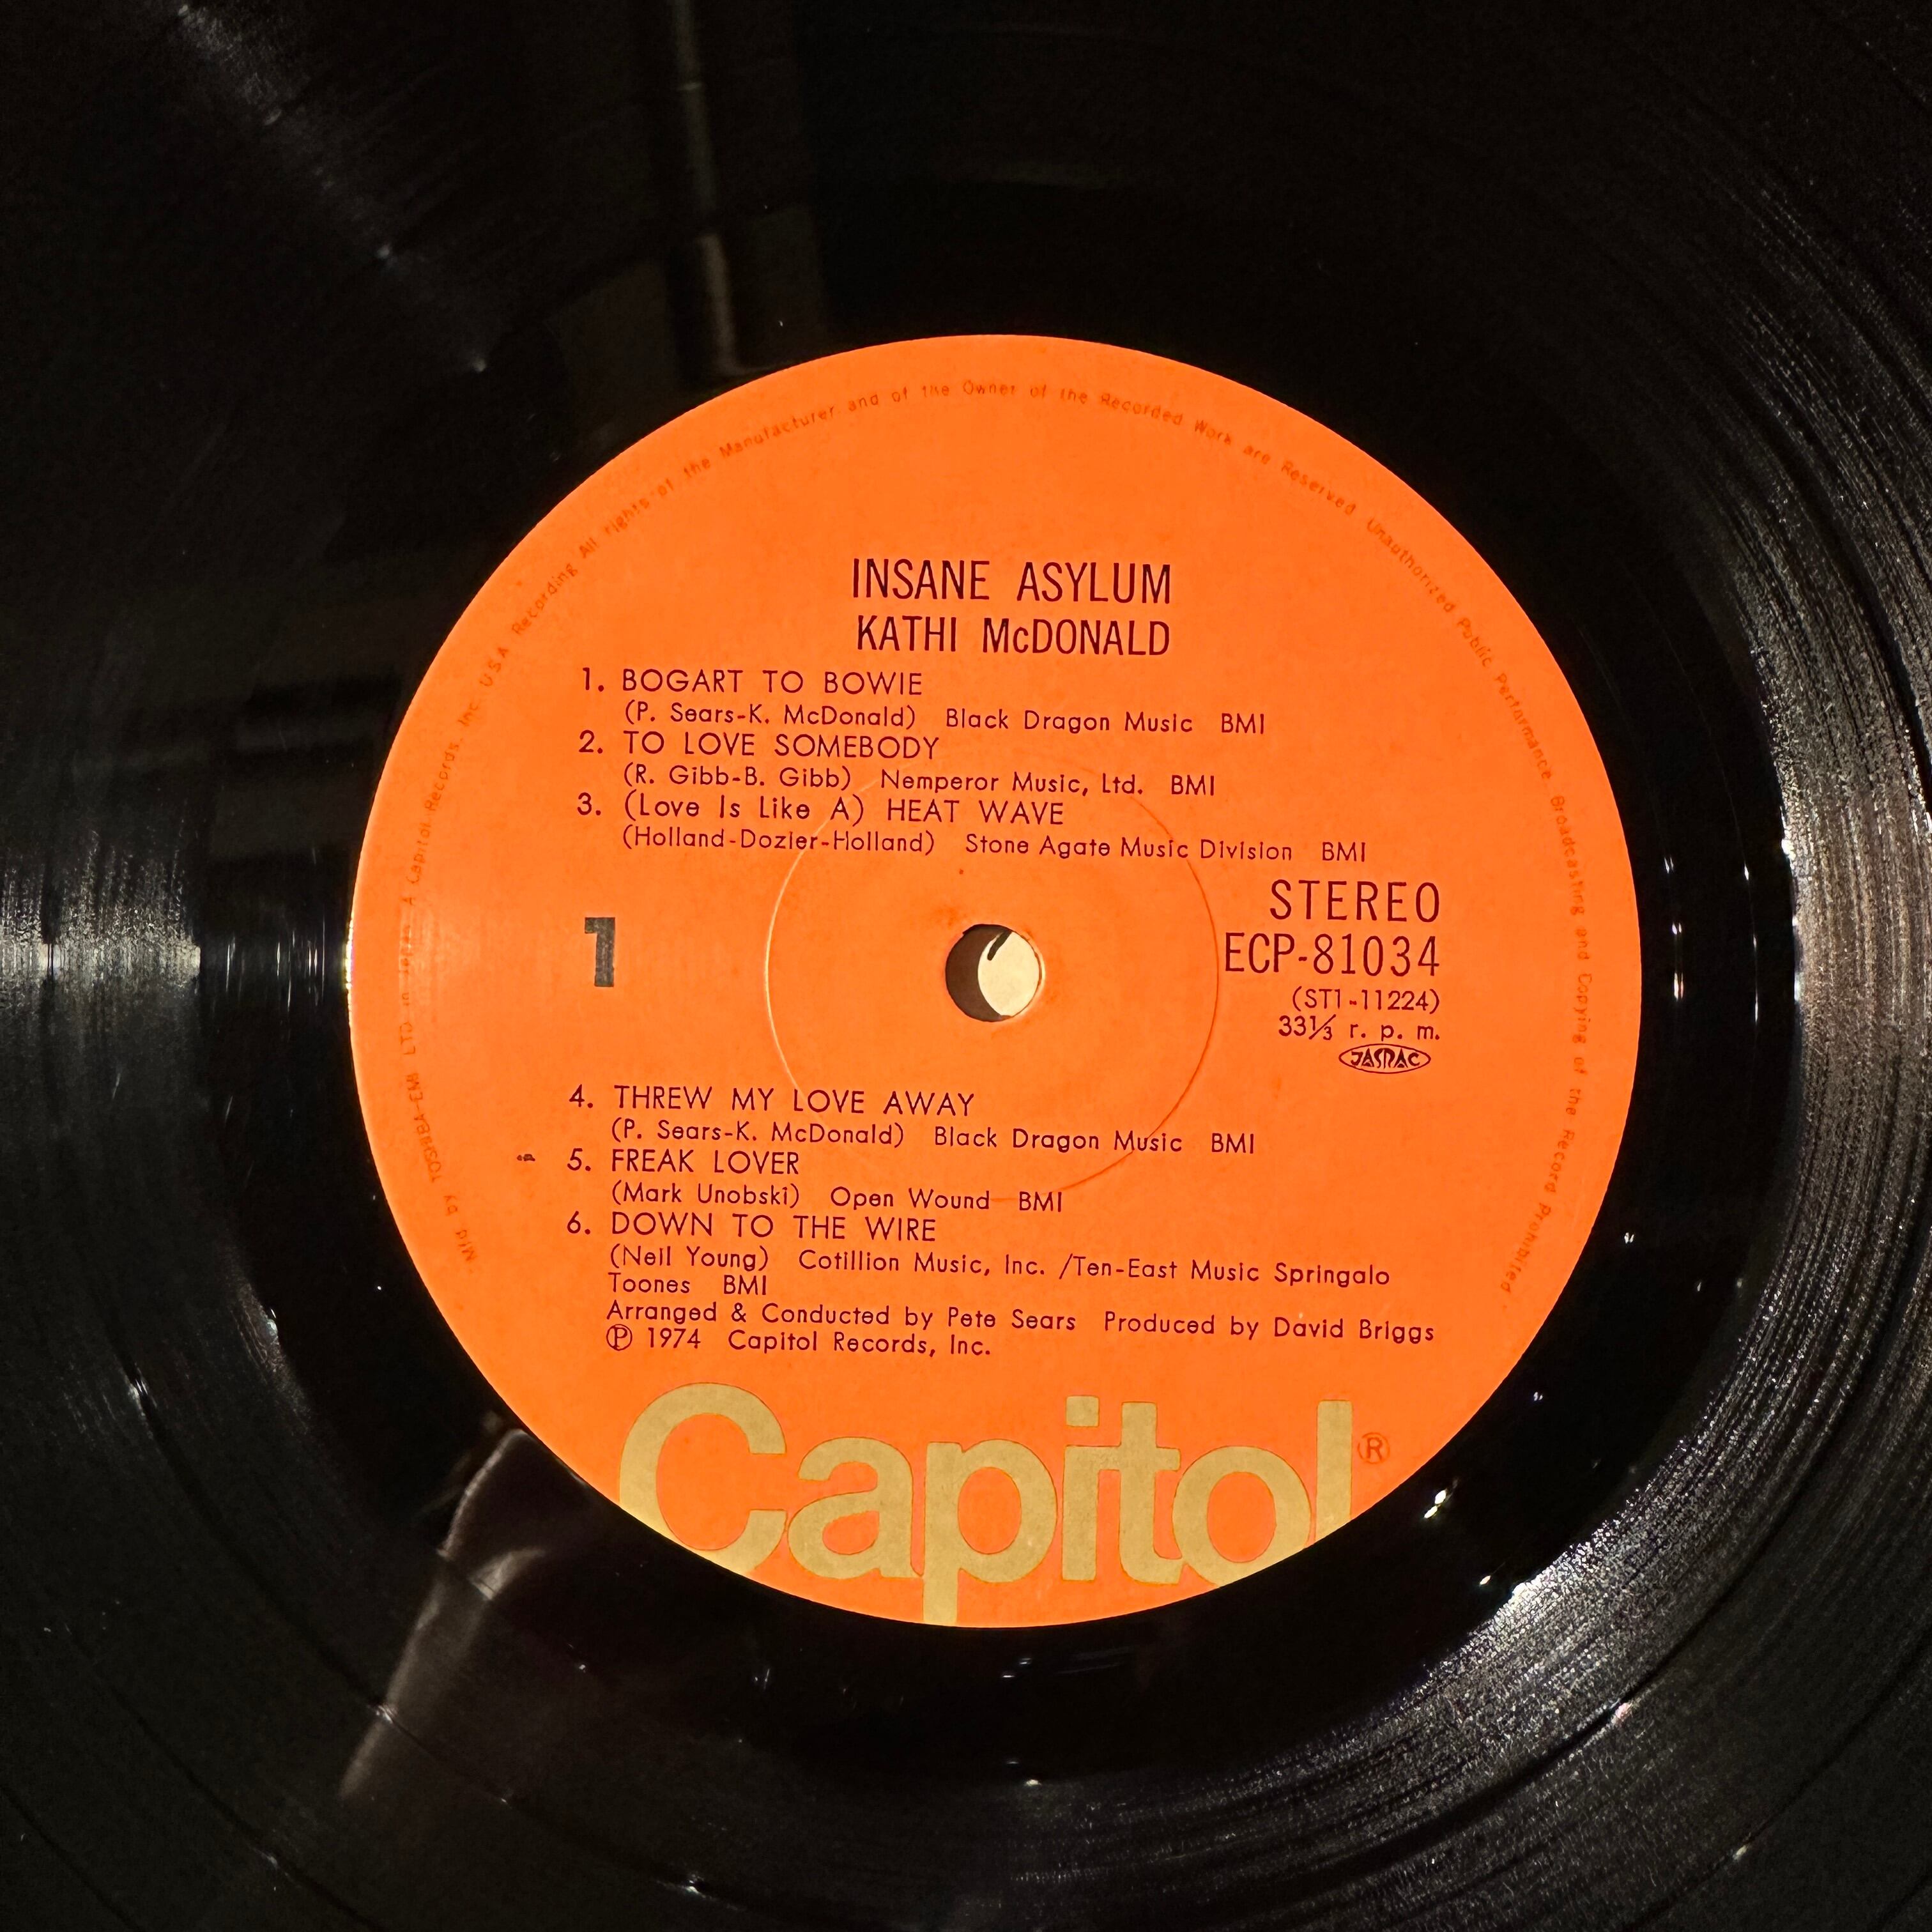 Mfd by TOSHIBA-EMI LTD. in Japan A Capitol Records, Inc. U.S.A. Recording All rights of the Manufacturer and of the Owner of the Recorded Work are Reserved Unauthorized Public Performance Broadcasting and Copying of the Record Prohibited
INSANE ASYLUM
KATHI McDONALD
1. BOGART TO BOWIE
(P. Sears-K. McDonald) Black Dragon Music BMI
2. TO LOVE SOMEBODY
(R. Gibb-B. Gibb) Nemperor Music, Ltd. BMI
3. (Love Is Like A) HEAT WAVE
(Holland-Dozier-Holland) Stone Agate Music Division BMI
1
STEREO
ECP-81034
(ST1-11224)
33⅓ r. p. m.
JASRAC
4. THREW MY LOVE AWAY
(P. Sears-K. McDonald) Black Dragon Music BMI
5. FREAK LOVER
(Mark Unobski) Open Wound BMI
6. DOWN TO THE WIRE
(Neil Young) Cotillion Music, Inc. /Ten-East Music Springalo
Toones BMI
Arranged & Conducted by Pete Sears Produced by David Briggs
℗ 1974 Capitol Records, Inc.
Capitol®